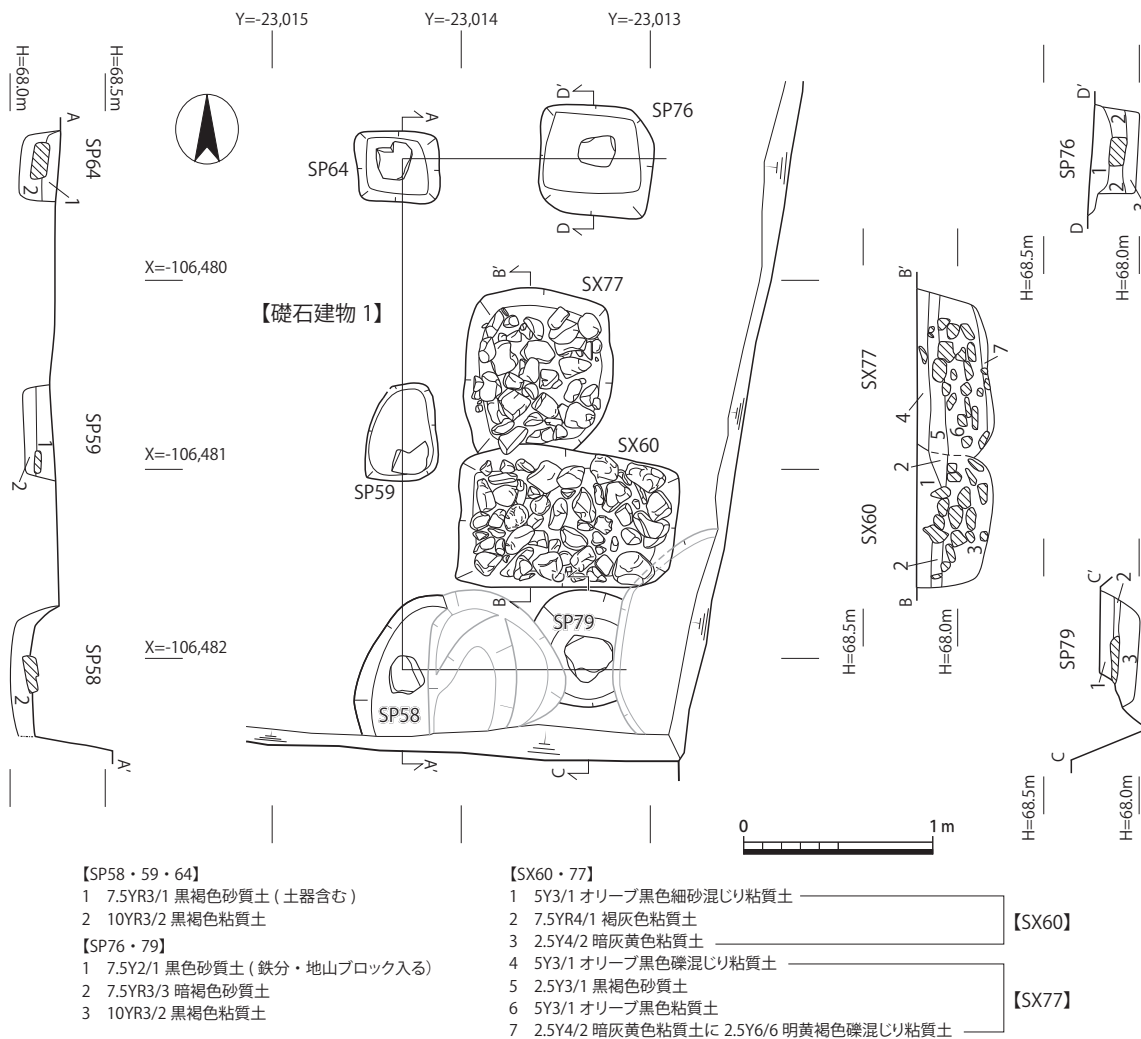 Y=-23,015
Y=-23,014
Y=-23,013
H=68.0m
H=68.5m
A
SP64
2
1
SP59
1
2
SP58
2
A'
A
SP64
D'
SP76
D
X=-106,480
【礎石建物 1】
B'
SX77
X=-106,481
SP59
SX60
B
SP79
X=-106,482
SP58
A'
C
D'
SP76
2
1
2
3
D
H=68.5m
H=68.0m
B'
SX77
7
4
5
6
2
1
SX60
2
3
B
H=68.5m
H=68.0m
C'
2
SP79
3
1
C
H=68.5m
H=68.0m
0
1 m
【SP58・59・64】
1 7.5YR3/1 黒褐色砂質土 ( 土器含む )
2 10YR3/2 黒褐色粘質土
【SP76・79】
1 7.5Y2/1 黒色砂質土 ( 鉄分・地山ブロック入る)
2 7.5YR3/3 暗褐色砂質土
3 10YR3/2 黒褐色粘質土
【SX60・77】
1 5Y3/1 オリーブ黒色細砂混じり粘質土
2 7.5YR4/1 褐灰色粘質土
3 2.5Y4/2 暗灰黄色粘質土
【SX60】
4 5Y3/1 オリーブ黒色礫混じり粘質土
5 2.5Y3/1 黒褐色砂質土
6 5Y3/1 オリーブ黒色粘質土
7 2.5Y4/2 暗灰黄色粘質土に 2.5Y6/6 明黄褐色礫混じり粘質土
【SX77】